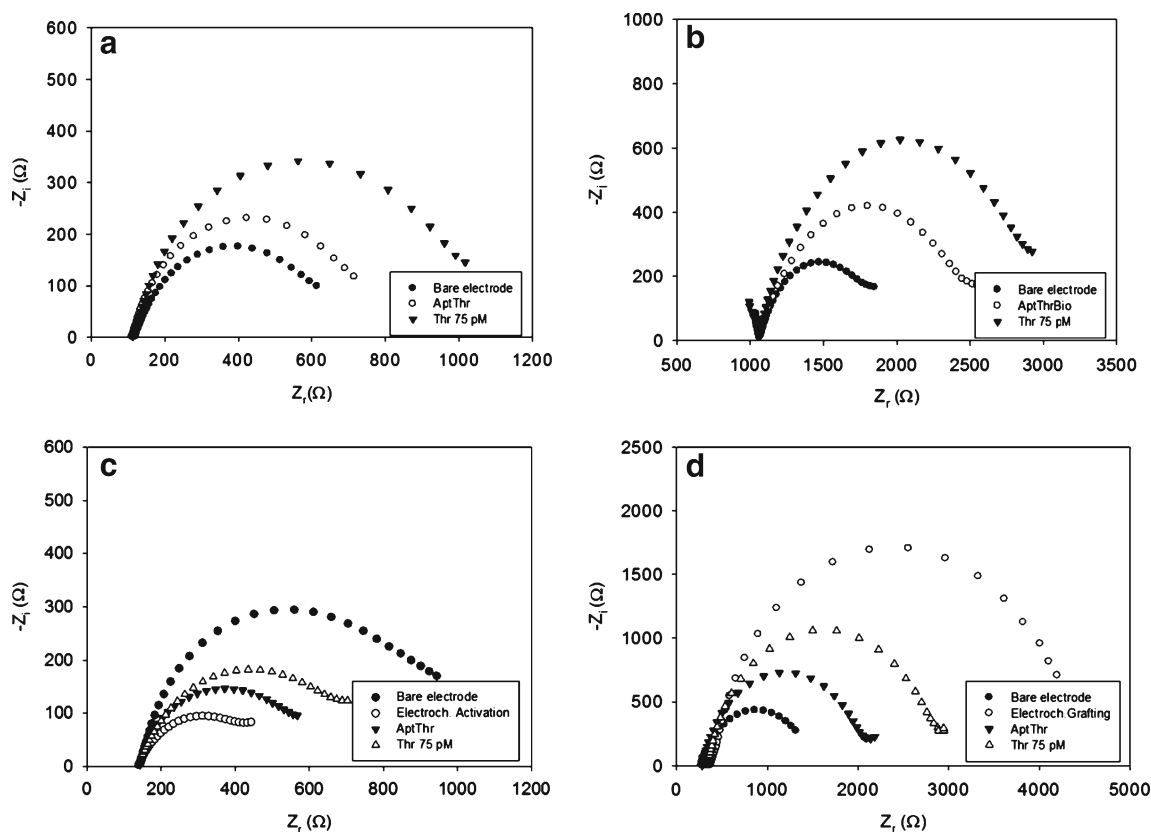 a
600
500
400
300
200
100
0
-Zi (Ω)
0 200 400 600 800 1000 1200
Zr(Ω)
Bare electrode
AptThr
Thr 75 pM
b
1000
800
600
400
200
0
-Zi (Ω)
500 1000 1500 2000 2500 3000 3500
Zr (Ω)
Bare electrode
AptThrBio
Thr 75 pM
c
600
500
400
300
200
100
0
-Zi (Ω)
0 200 400 600 800 1000 1200
Zr (Ω)
Bare electrode
Electroch. Activation
AptThr
Thr 75 pM
d
2500
2000
1500
1000
500
0
-Zi (Ω)
0 1000 2000 3000 4000 5000
Zr (Ω)
Bare electrode
Electroch.Grafting
AptThr
Thr 75 pM